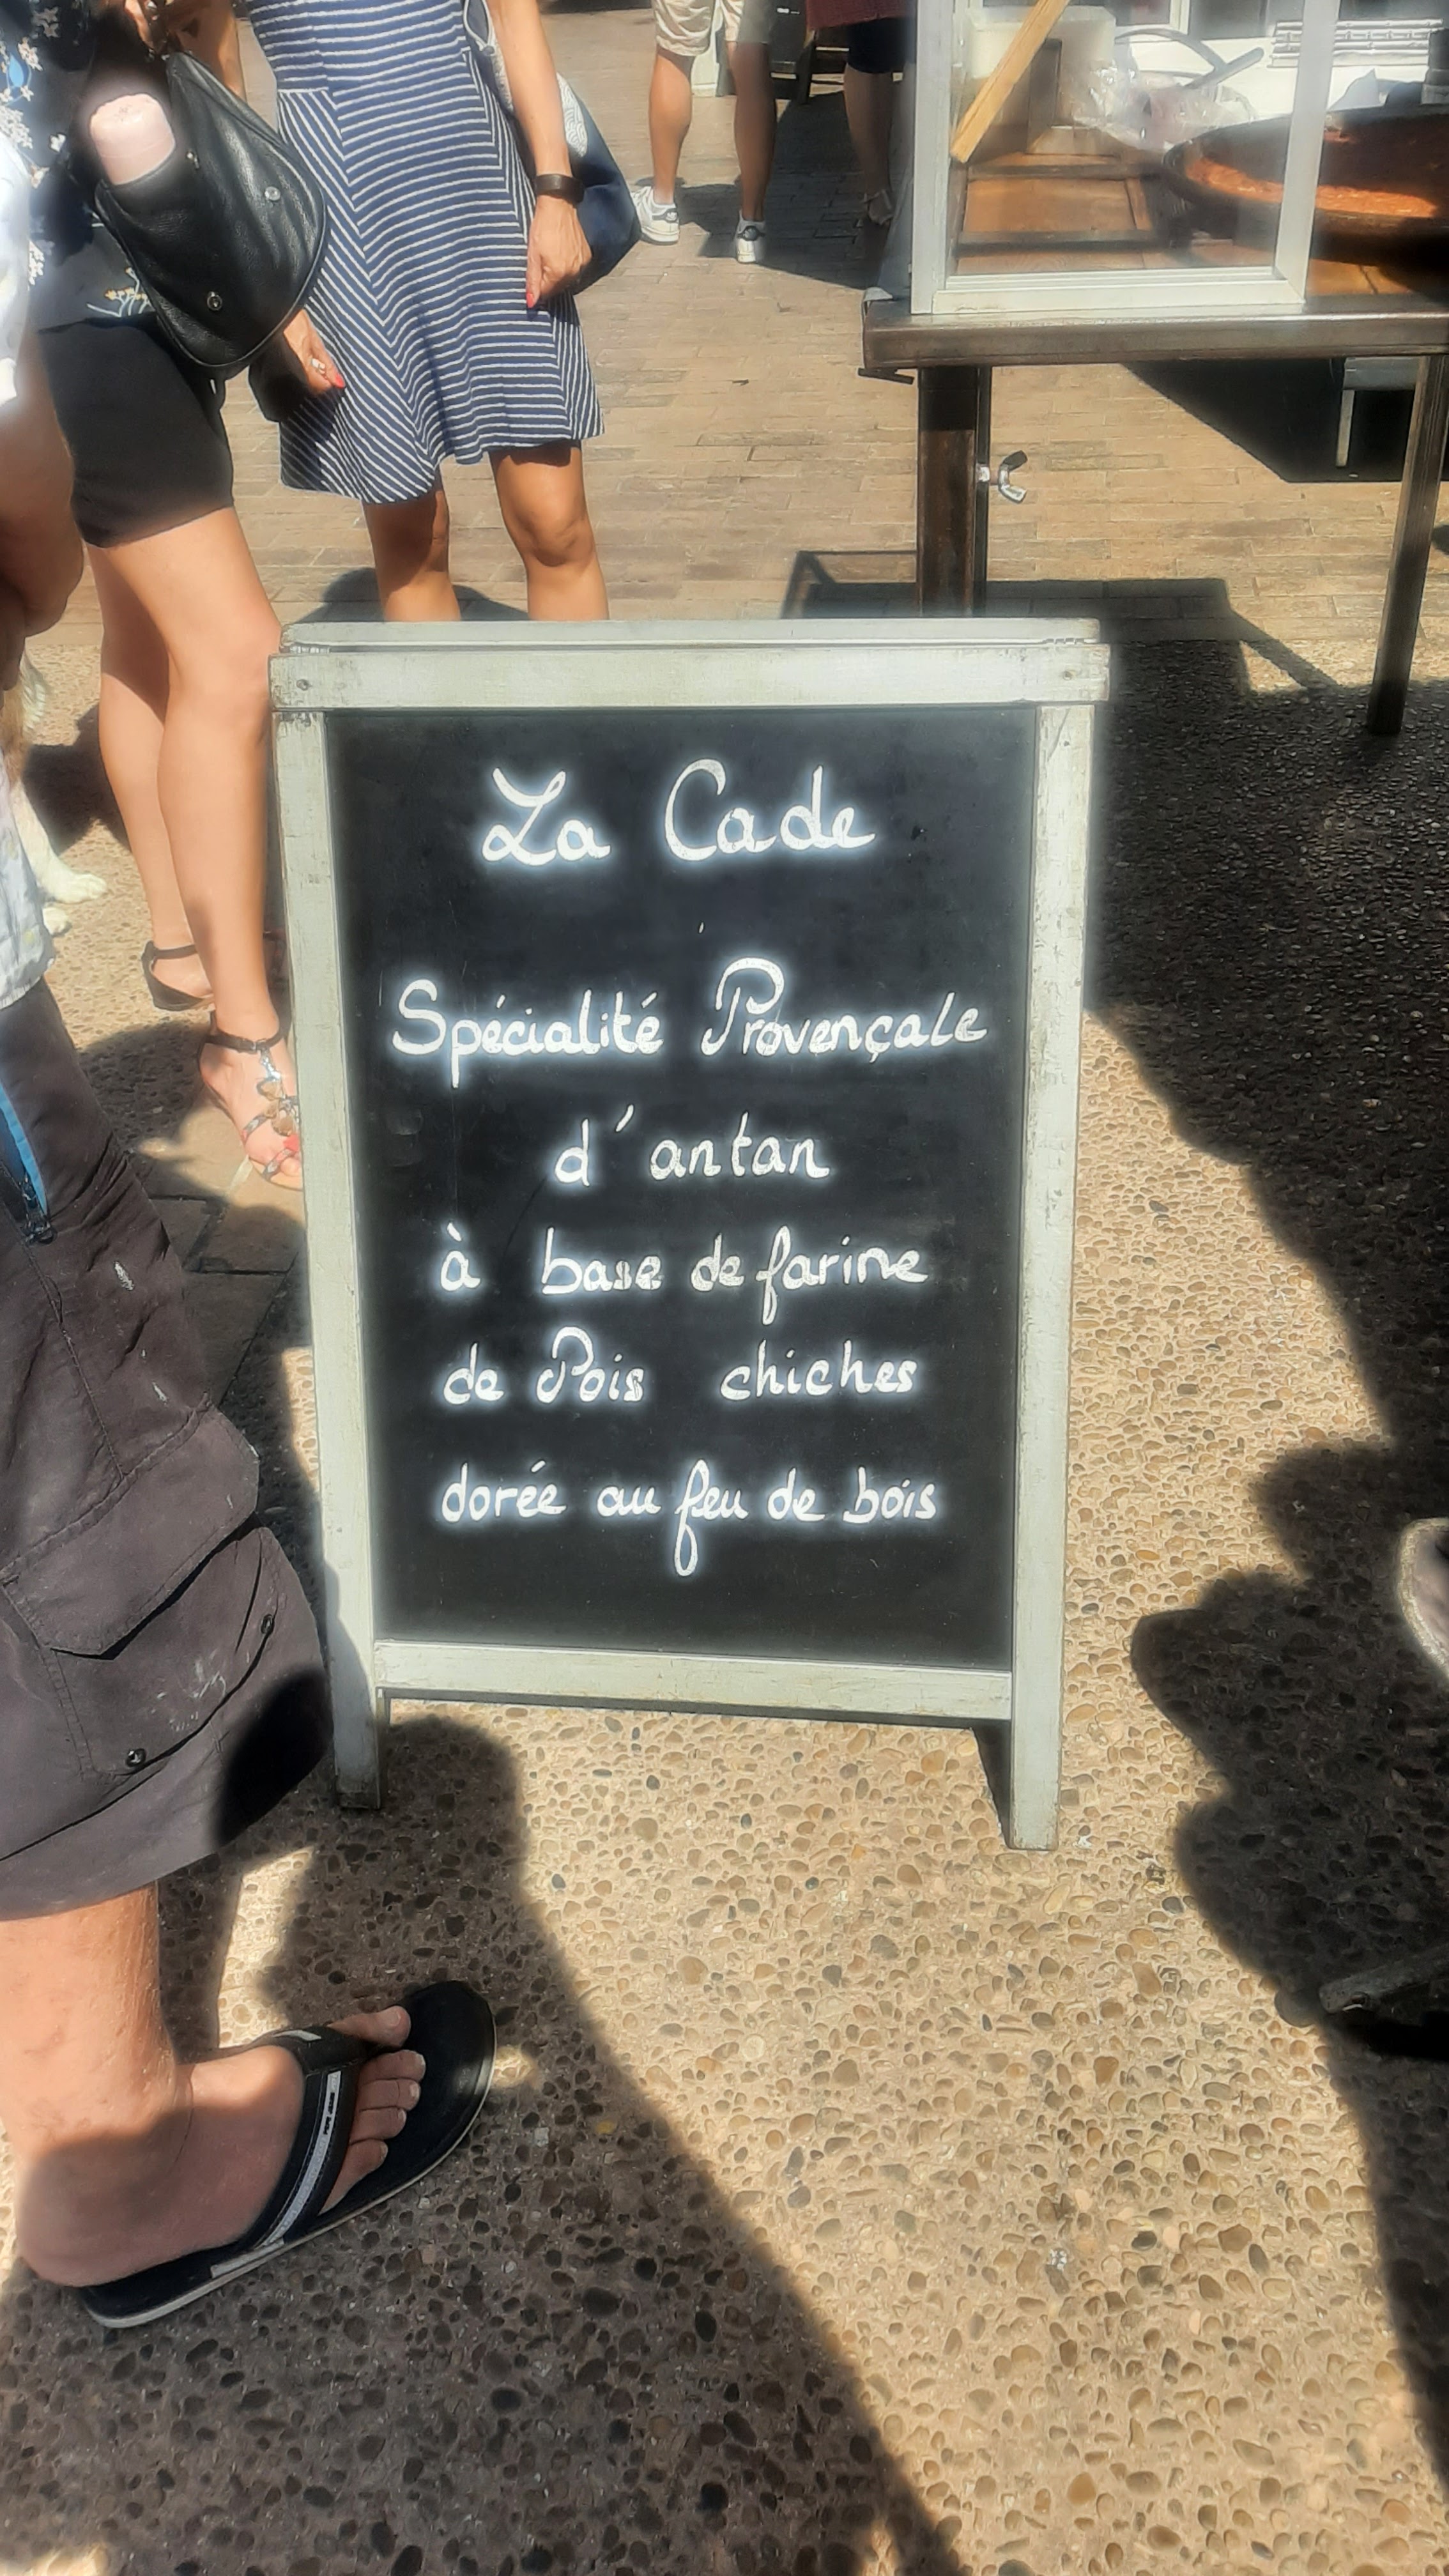 La Cade
Spécialité Provençale
d'antan
à base de farine
de Pois chiches
dorée au feu de bois